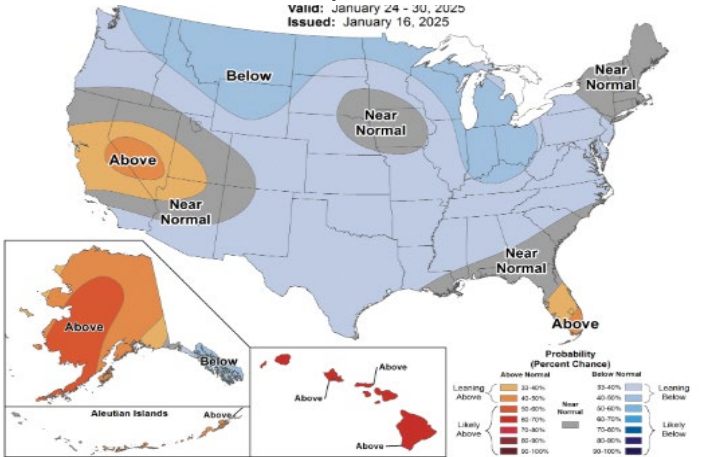 Valid: January 24 - 30, 2025
Issued: January 16, 2025
Below
Near
Normal
Near
Normal
Above
Near
Normal
Near
Normal
Above
Above
Below
Aleutian Islands
Above
Above
Above
Above
Above
Probability
(Percent Chance)
Above Normal
Below Normal
Leaning
Above
Likely
Above
33-40%
40-50%
50-60%
60-70%
70-80%
80-90%
90-100%
Near
Normal
33-40%
40-50%
50-60%
60-70%
70-80%
80-90%
90-100%
Leaning
Below
Likely
Below